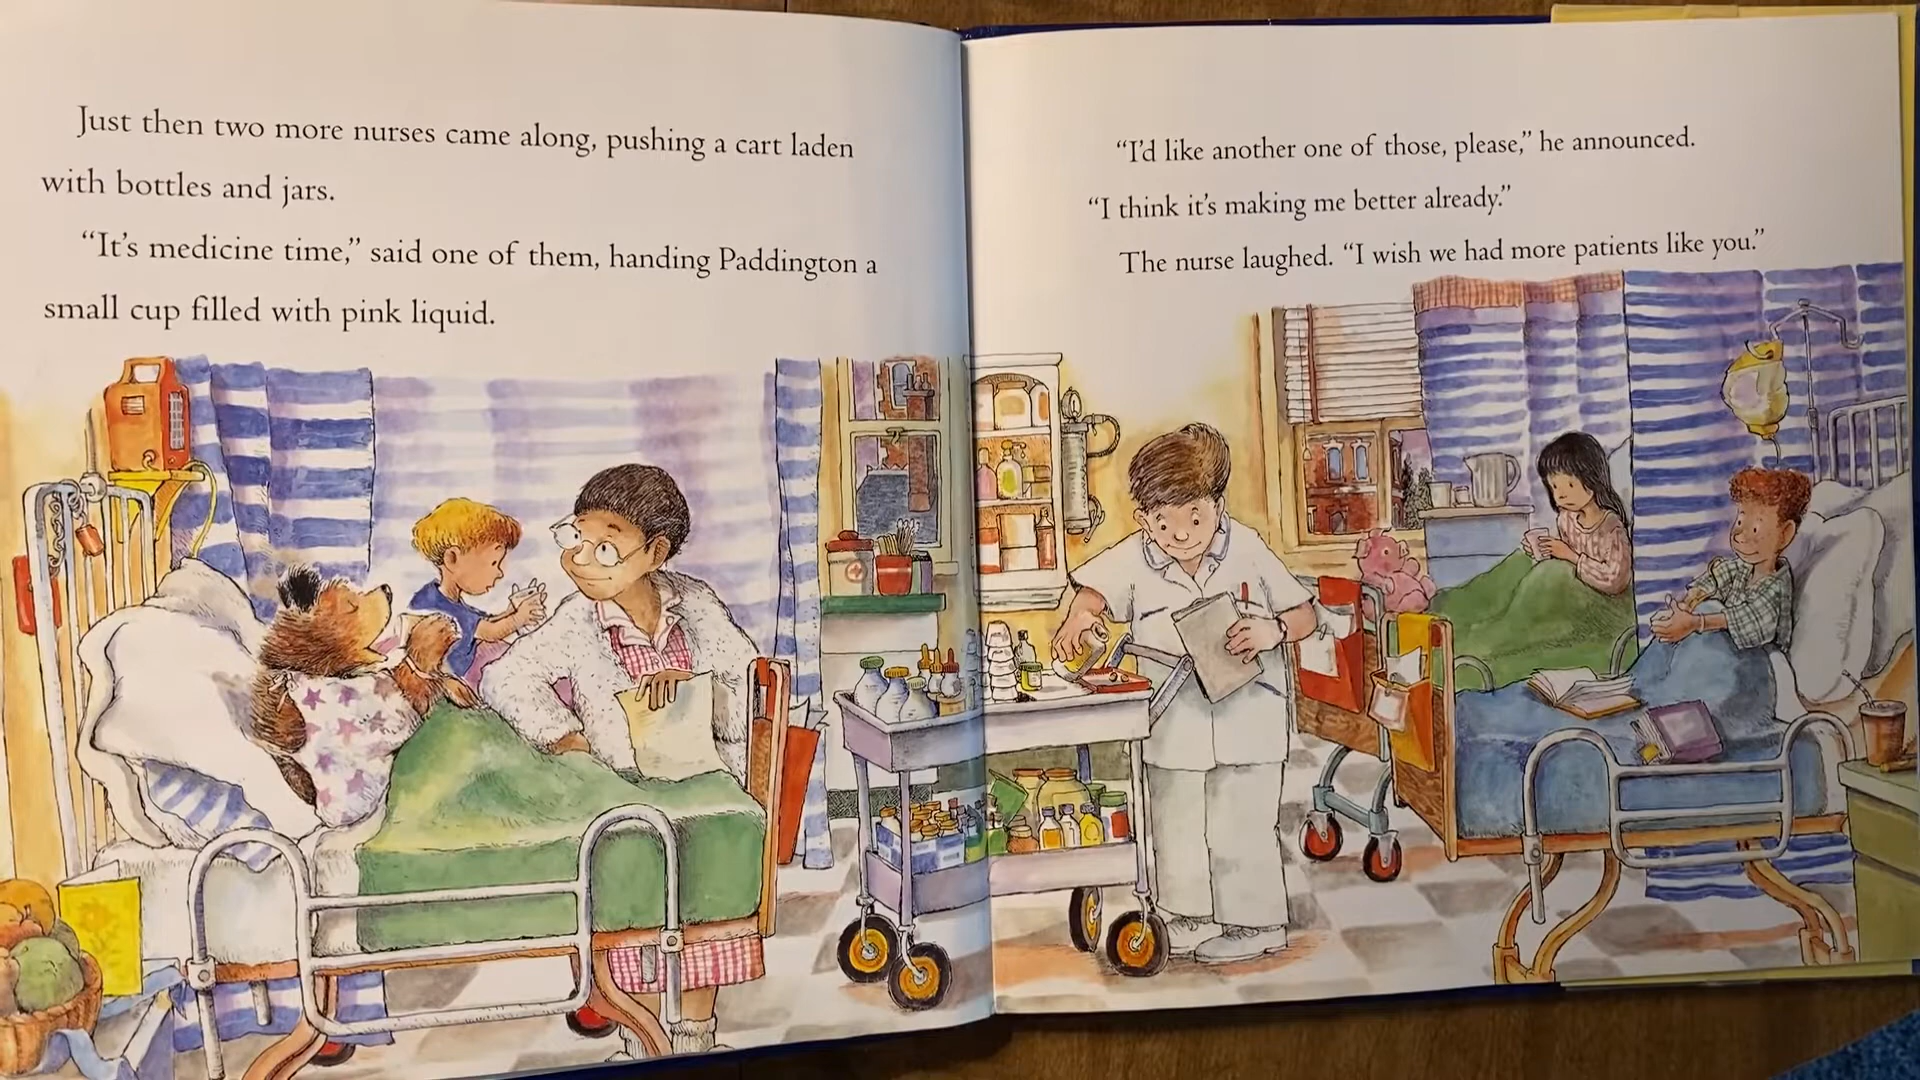 Just then two more nurses came along, pushing a cart laden
with bottles and jars.
“It’s medicine time,” said one of them, handing Paddington a
small cup filled with pink liquid.
“I’d like another one of those, please,” he announced.
“I think it’s making me better already.”
The nurse laughed. “I wish we had more patients like you.”